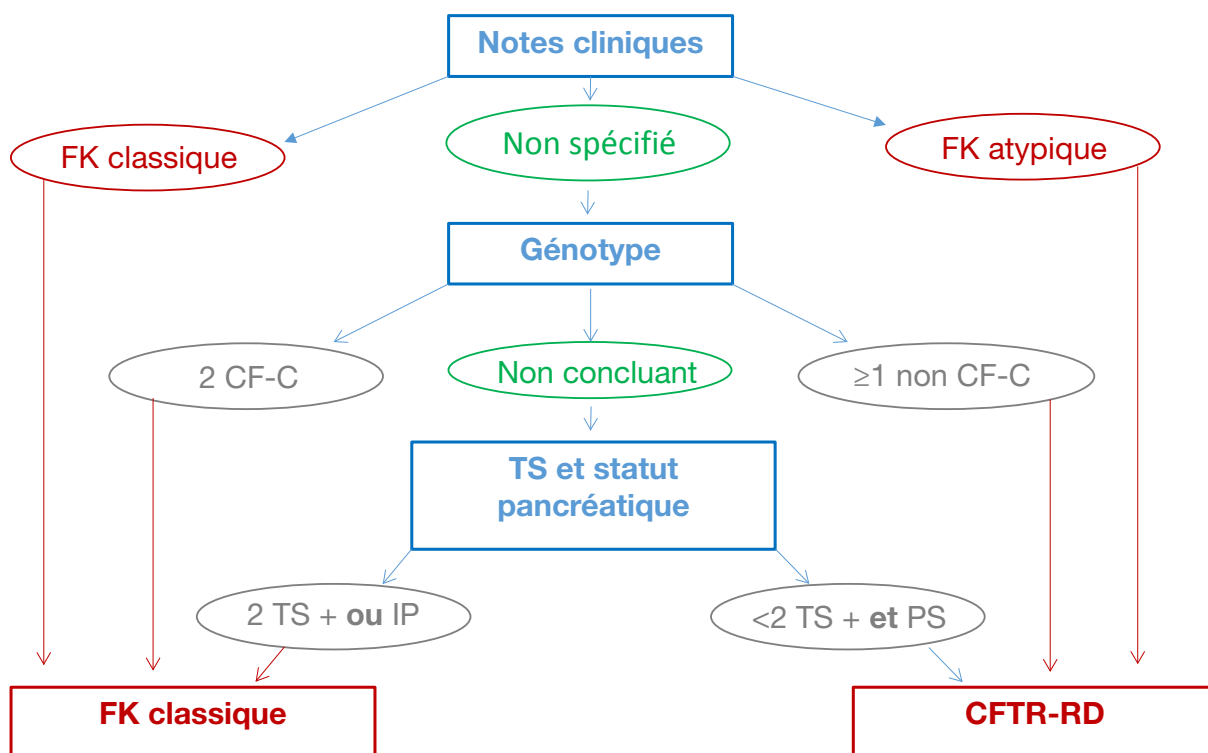 Notes cliniques
FK classique
Non spécifié
FK atypique
Génotype
2 CF-C
Non concluant
≥1 non CF-C
TS et statut
pancréatique
2 TS + ou IP
<2 TS + et PS
FK classique
CFTR-RD